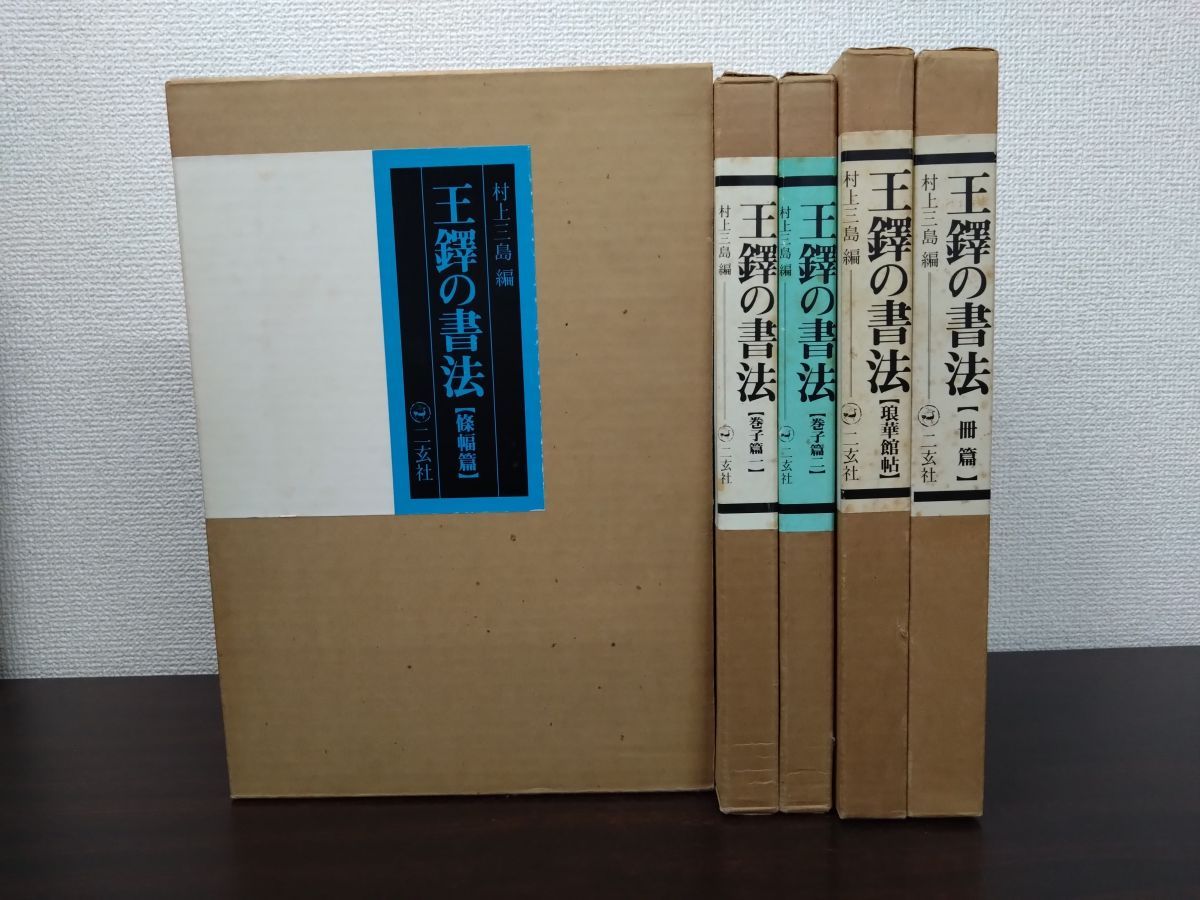 村上三島 編
王鐸の書法
【條幅篇】
二玄社
王鐸の書法
【巻子篇一】
村上三島 編
二玄社
王鐸の書法
【巻子篇二】
村上三島 編
二玄社
王鐸の書法
【琅華館帖】
村上三島 編
二玄社
王鐸の書法
【冊篇】
村上三島 編
二玄社